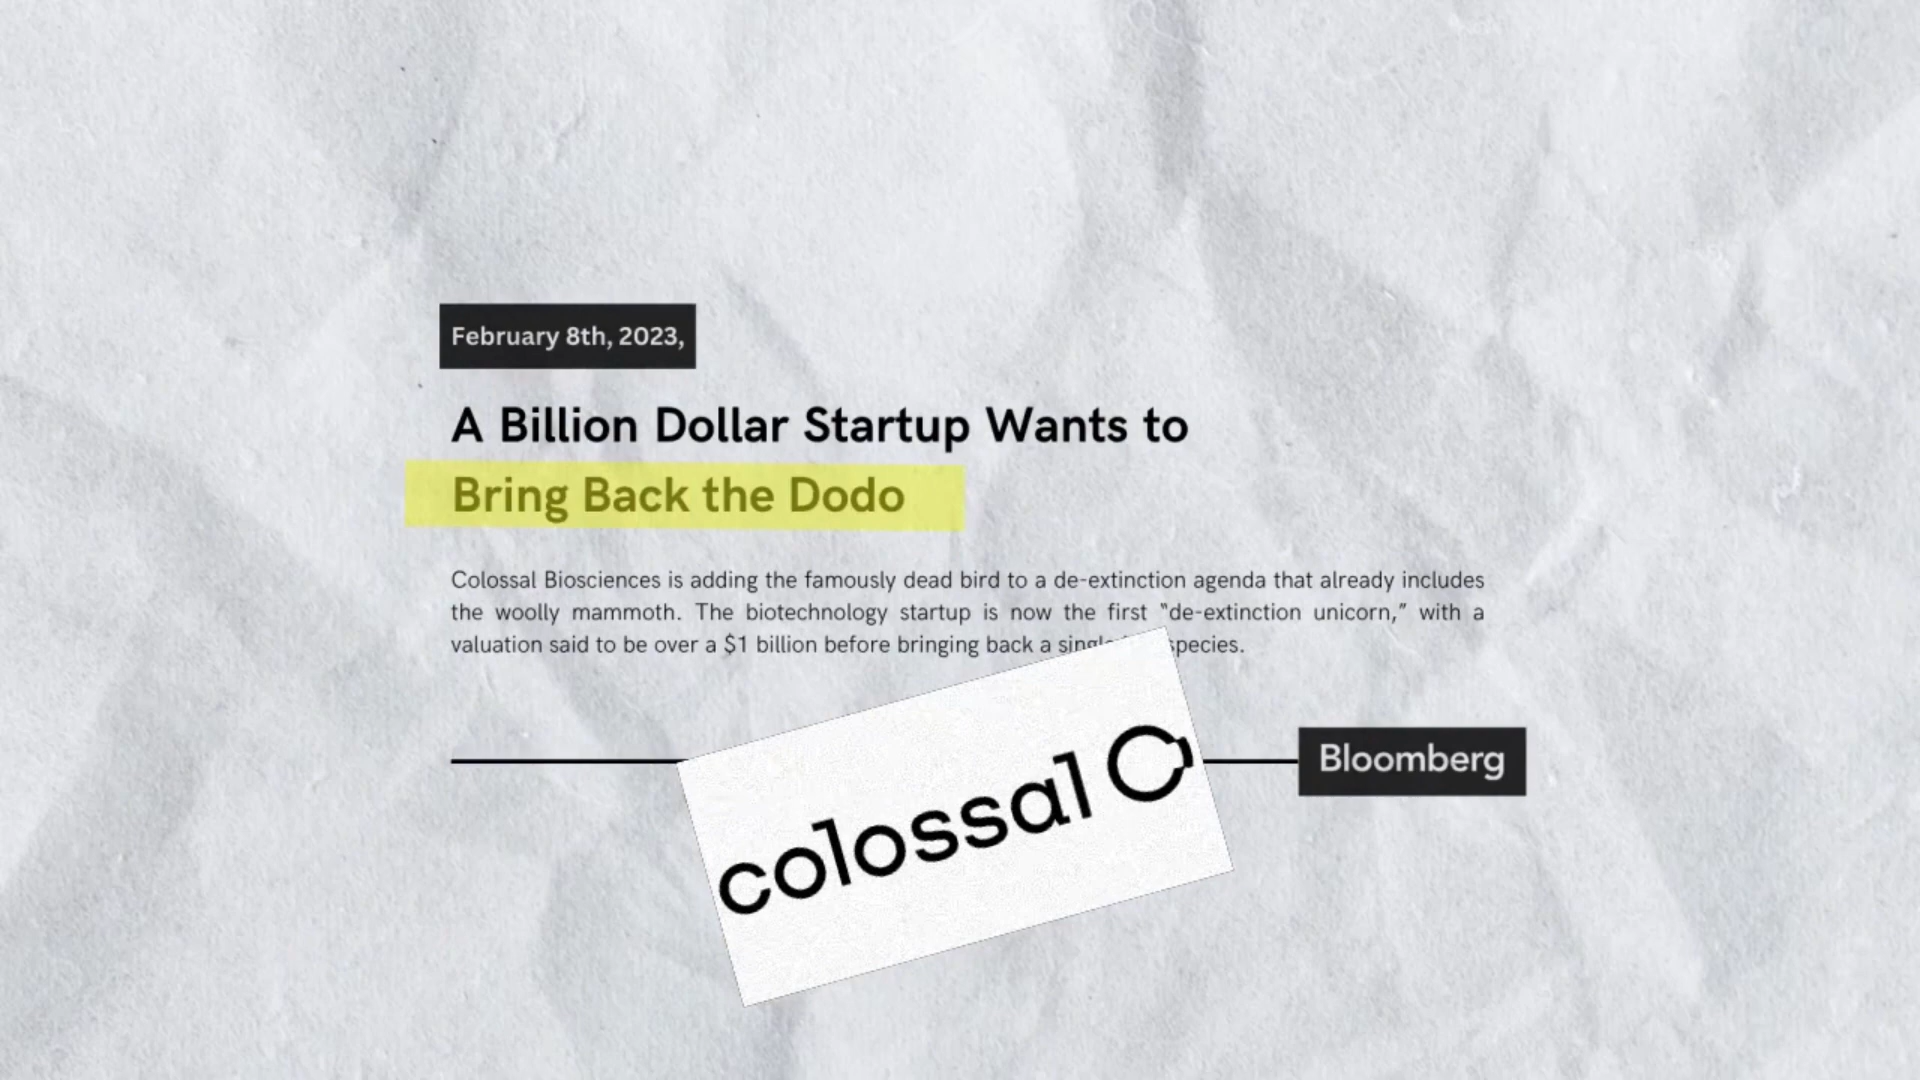 February 8th, 2023,
A Billion Dollar Startup Wants to
Bring Back the Dodo
Colossal Biosciences is adding the famously dead bird to a de-extinction agenda that already includes
the woolly mammoth. The biotechnology startup is now the first “de-extinction unicorn,” with a
valuation said to be over a $1 billion before bringing back a species.
Bloomberg
colossal